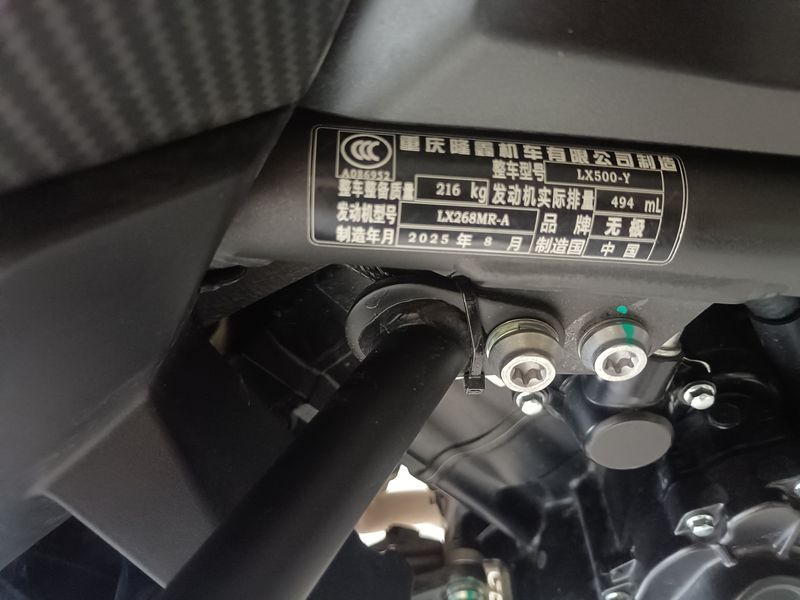 重庆隆鑫机车有限公司制造
CCC
A086952
整车型号 LX500-Y
整车整备质量 216 kg 发动机实际排量 494 mL
发动机型号 LX268MR-A 品牌 无极
制造年月 2025 年 8 月 制造国 中国